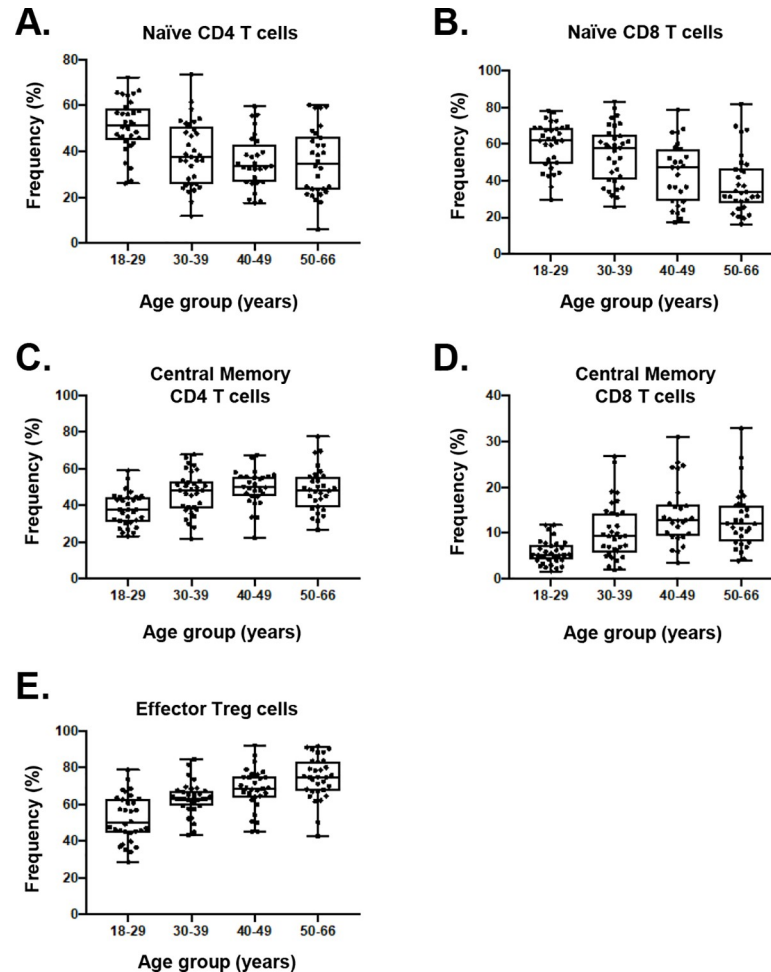 A.
Naïve CD4 T cells
Frequency (%)
80
60
40
20
0
18-29 30-39 40-49 50-66
Age group (years)
B.
Naïve CD8 T cells
Frequency (%)
100
80
60
40
20
0
18-29 30-39 40-49 50-66
Age group (years)
C.
Central Memory
CD4 T cells
Frequency (%)
100
80
60
40
20
0
18-29 30-39 40-49 50-66
Age group (years)
D.
Central Memory
CD8 T cells
Frequency (%)
40
30
20
10
0
18-29 30-39 40-49 50-66
Age group (years)
E.
Effector Treg cells
Frequency (%)
100
80
60
40
20
0
18-29 30-39 40-49 50-66
Age group (years)